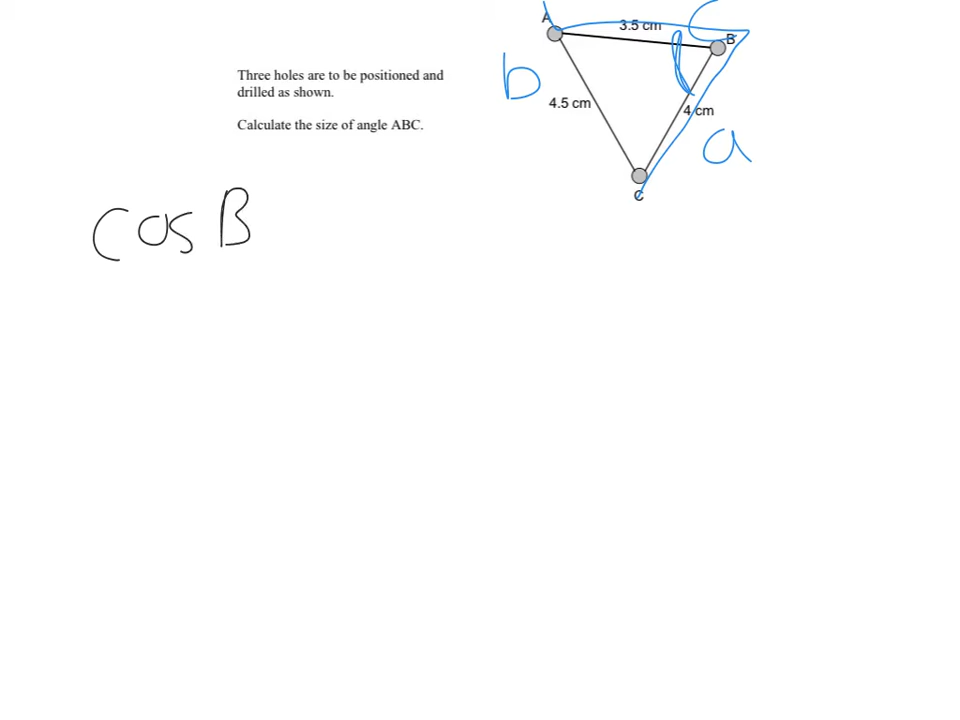 C
A
3.5 cm
B
b
4.5 cm
4 cm
a
C
Three holes are to be positioned and
drilled as shown.
Calculate the size of angle ABC.
cos B